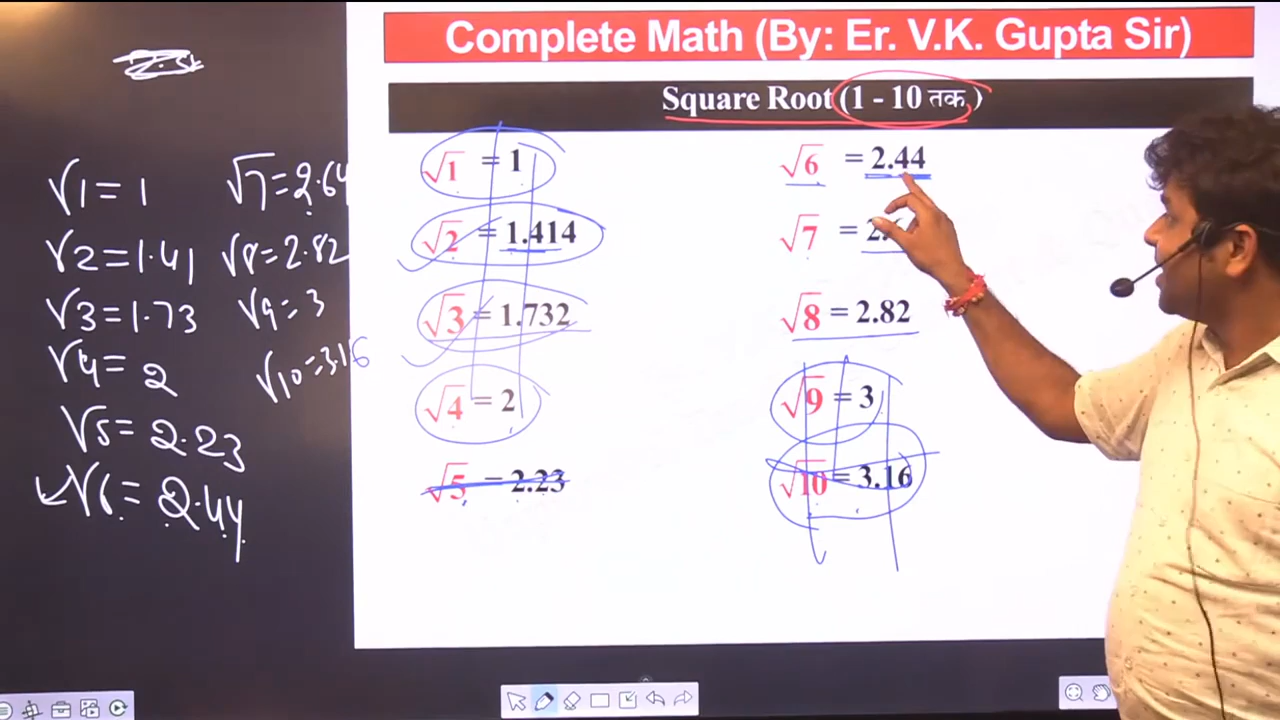 Complete Math (By: Er. V.K. Gupta Sir)
Square Root (1 - 10 तक )
√1 = 1
√2 = 1.414
√3 = 1.732
√4 = 2
√5 = 2.23
√6 = 2.44
√7 = 2.
√8 = 2.82
√9 = 3
√10 = 3.16
√1 = 1
√2 = 1.41
√3 = 1.73
√4 = 2
√5 = 2.23
√6 = 2.44
√7 = 2.64
√8 = 2.82
√9 = 3
√10 = 3.16